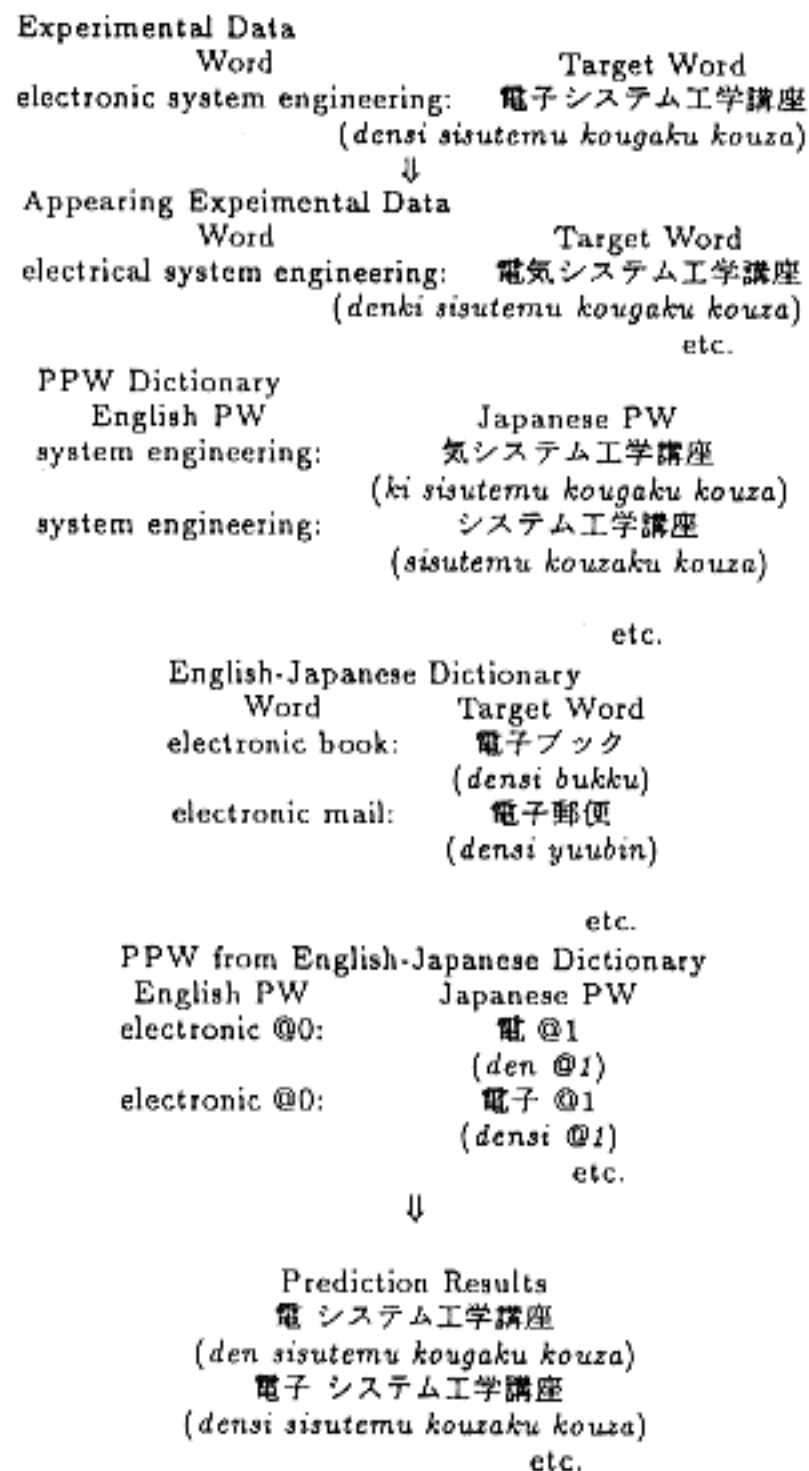 Experimental Data
Word Target Word
electronic system engineering: 電子システム工学講座
(densi sisutemu kougaku kouza)
⇓
Appearing Expeimental Data
Word Target Word
electrical system engineering: 電気システム工学講座
(denki sisutemu kougaku kouza)
etc.
PPW Dictionary
English PW Japanese PW
system engineering: 気システム工学講座
(ki sisutemu kougaku kouza)
system engineering: システム工学講座
(sisutemu kouzaku kouza)
etc.
English-Japanese Dictionary
Word Target Word
electronic book: 電子ブック
(densi bukku)
electronic mail: 電子郵便
(densi yuubin)
etc.
PPW from English-Japanese Dictionary
English PW Japanese PW
electronic @0: 電 @1
(den @1)
electronic @0: 電子 @1
(densi @1)
etc.
⇓
Prediction Results
電 システム工学講座
(den sisutemu kougaku kouza)
電子 システム工学講座
(densi sisutemu kouzaku kouza)
etc.